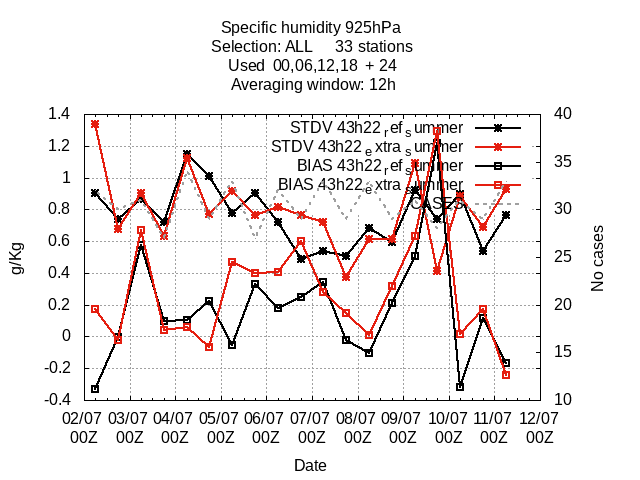 Specific humidity 925hPa
Selection: ALL     33 stations
Used  00,06,12,18  + 24
Averaging window: 12h
STDV 43h22refsummer
STDV 43h22extrasummer
BIAS 43h22refsummer
BIAS 43h22extrasummer
CASES
1.4
1.2
1
0.8
0.6
0.4
0.2
0
-0.2
-0.4
g/Kg
40
35
30
25
20
15
10
No cases
02/07 03/07 04/07 05/07 06/07 07/07 08/07 09/07 10/07 11/07 12/07
00Z 00Z 00Z 00Z 00Z 00Z 00Z 00Z 00Z 00Z 00Z
Date